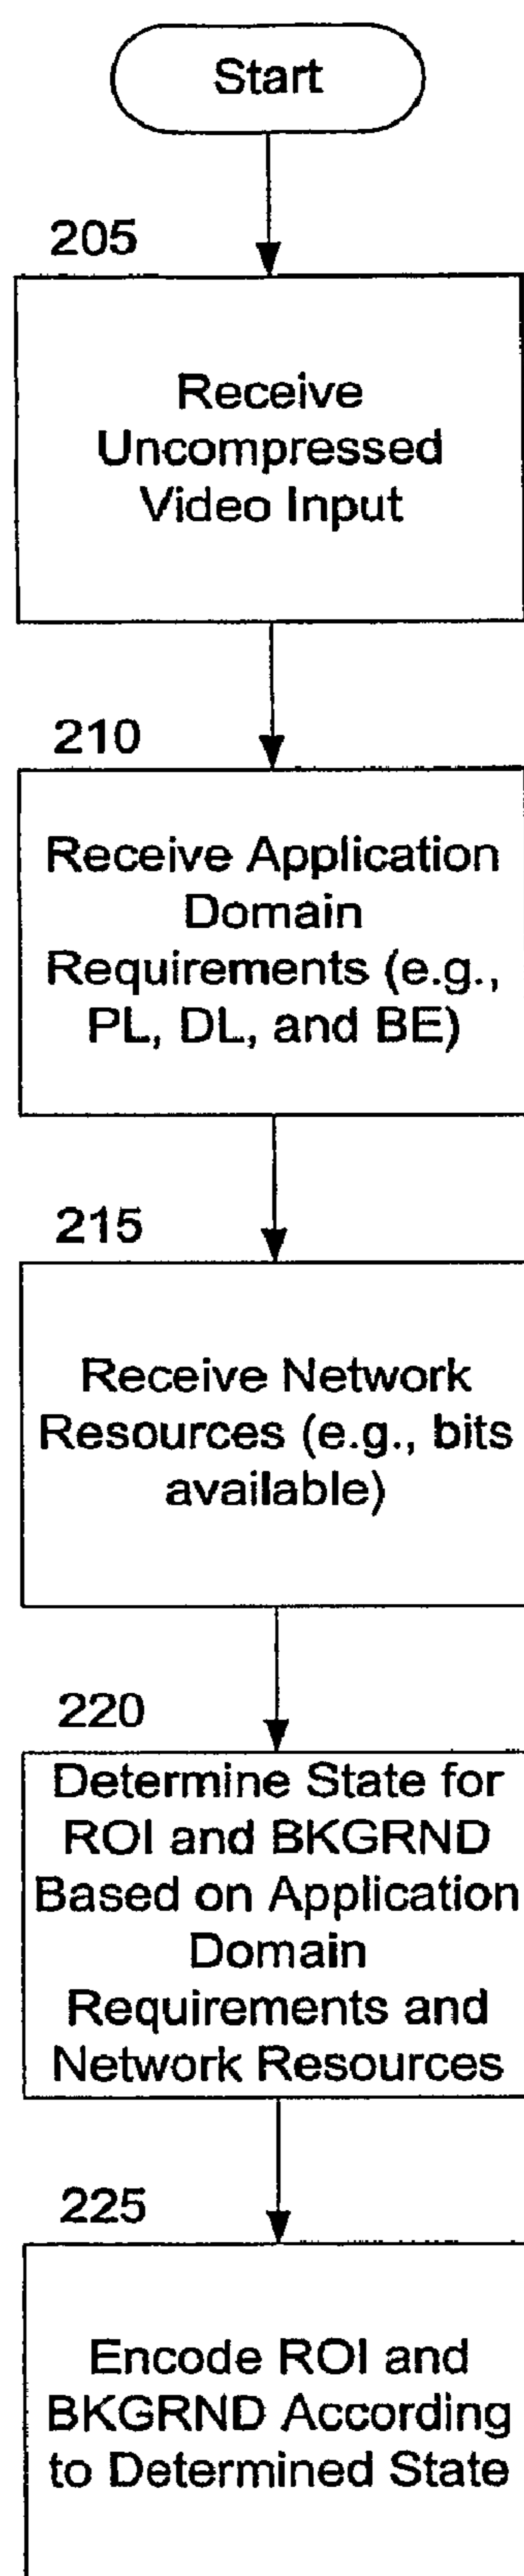 Start
205
Receive
Uncompressed
Video Input
210
Receive Application
Domain
Requirements (e.g.,
PL, DL, and BE)
215
Receive Network
Resources (e.g., bits
available)
220
Determine State for
ROI and BKGRND
Based on Application
Domain
Requirements and
Network Resources
225
Encode ROI and
BKGRND According
to Determined State